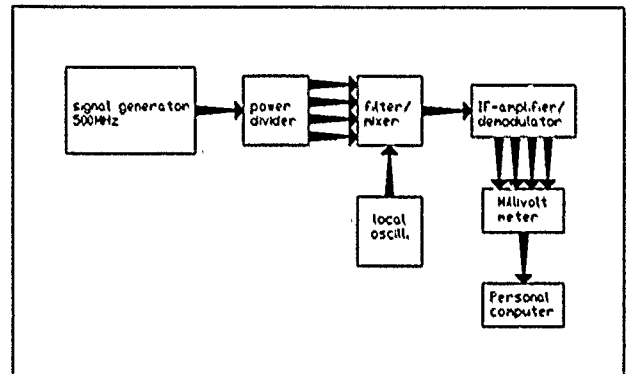 signal generator
500MHz
power
divider
filter/
mixer
IF-amplifier/
demodulator
local
oscill.
Millivolt
meter
Personal
computer